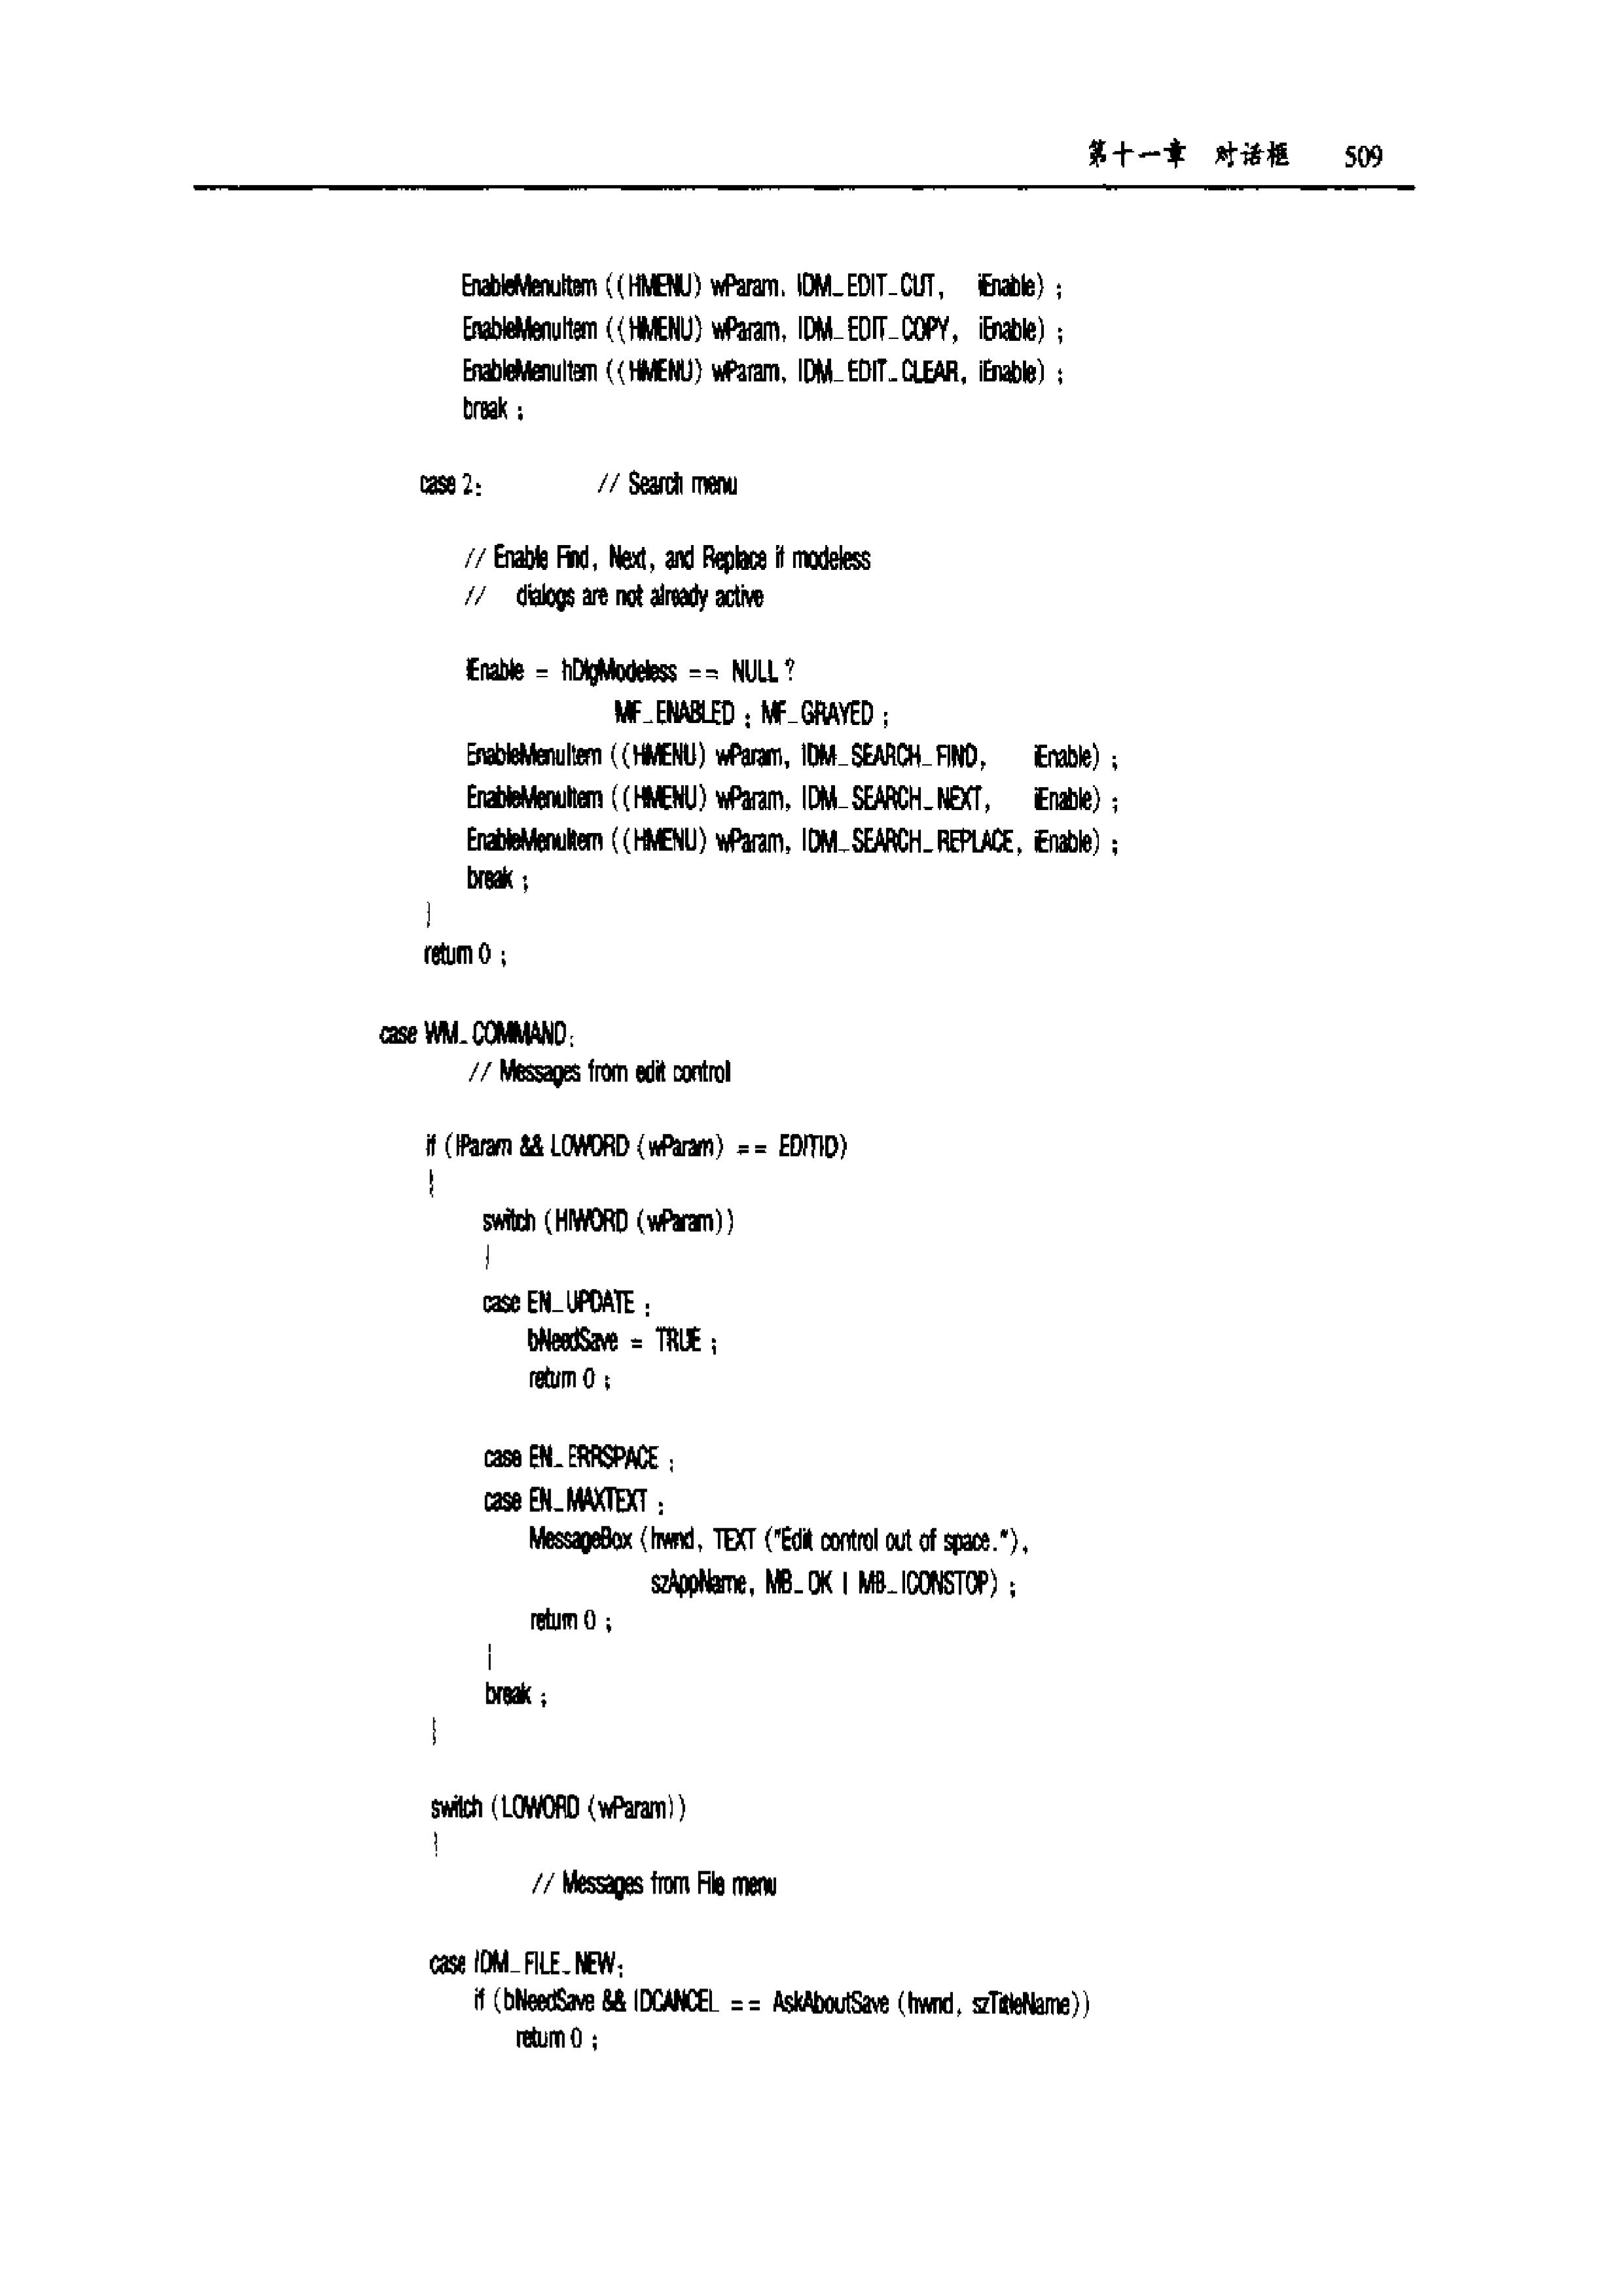 第十一章 对话框 509
EnableMenuItem ((HMENU) wParam, IDM_EDIT_CUT, iEnable) ;
EnableMenuItem ((HMENU) wParam, IDM_EDIT_COPY, iEnable) ;
EnableMenuItem ((HMENU) wParam, IDM_EDIT_CLEAR, iEnable) ;
break ;
case 2: // Search menu
// Enable Find, Next, and Replace if modeless
// dialogs are not already active
iEnable = hDlgModeless == NULL ?
MF_ENABLED : MF_GRAYED ;
EnableMenuItem ((HMENU) wParam, IDM_SEARCH_FIND, iEnable) ;
EnableMenuItem ((HMENU) wParam, IDM_SEARCH_NEXT, iEnable) ;
EnableMenuItem ((HMENU) wParam, IDM_SEARCH_REPLACE, iEnable) ;
break ;
}
return 0 ;
case WM_COMMAND:
// Messages from edit control
if (lParam && LOWORD (wParam) == EDITID)
{
switch (HIWORD (wParam))
{
case EN_UPDATE :
bNeedSave = TRUE ;
return 0 ;
case EN_ERRSPACE :
case EN_MAXTEXT :
MessageBox (hwnd, TEXT ("Edit control out of space."),
szAppName, MB_OK | MB_ICONSTOP) ;
return 0 ;
}
break ;
}
switch (LOWORD (wParam))
{
// Messages from File menu
case IDM_FILE_NEW:
if (bNeedSave && IDCANCEL == AskAboutSave (hwnd, szTitleName))
return 0 ;